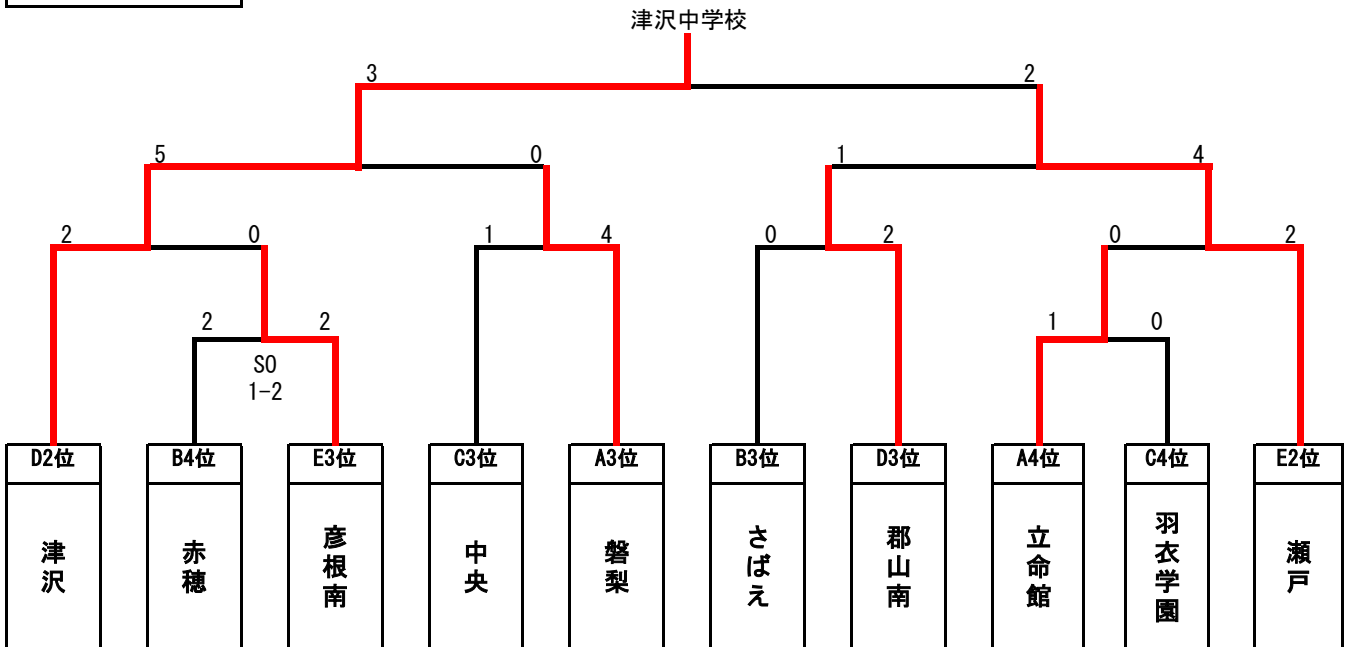 津沢中学校
3 2
5 0 1 4
2 0 1 4 0 2 0 2
2 2 1 0
SO
1-2
D2位 B4位 E3位 C3位 A3位 B3位 D3位 A4位 C4位 E2位
津沢 赤穂 彦根南 中央 磐梨 さばえ 郡山南 立命館 羽衣学園 瀬戸